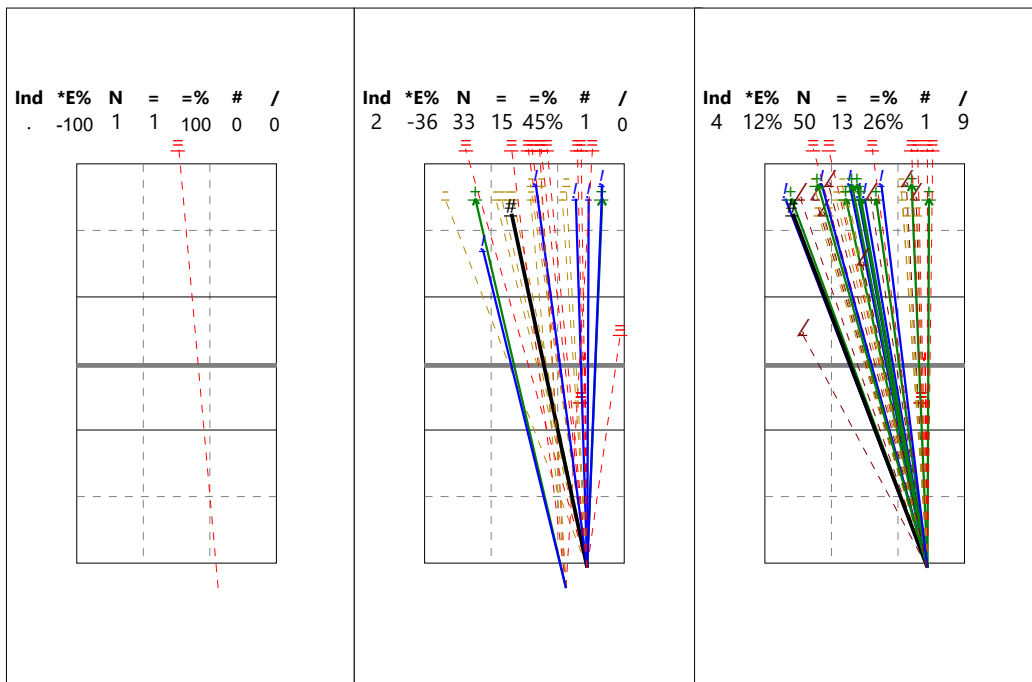 Ind *E% N = =% # /
. -100 1 1 100 0 0
Ind *E% N = =% # /
2 -36 33 15 45% 1 0
Ind *E% N = =% # /
4 12% 50 13 26% 1 9